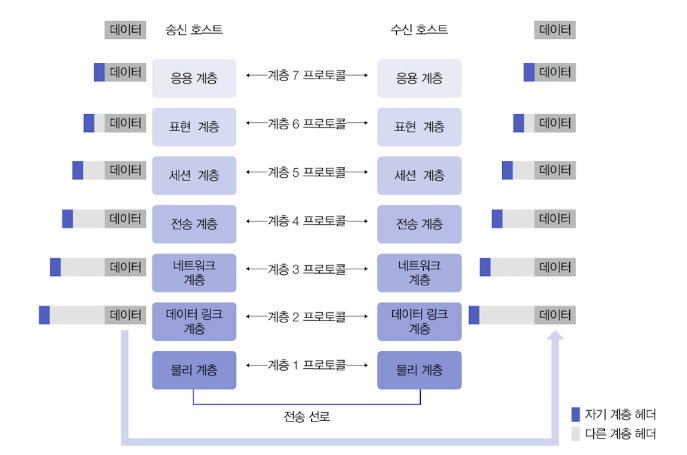 데이터 송신 호스트 수신 호스트 데이터
데이터 응용 계층 계층 7 프로토콜 응용 계층 데이터
데이터 표현 계층 계층 6 프로토콜 표현 계층 데이터
데이터 세션 계층 계층 5 프로토콜 세션 계층 데이터
데이터 전송 계층 계층 4 프로토콜 전송 계층 데이터
데이터 네트워크 계층 3 프로토콜 네트워크 데이터
계층 계층
데이터 데이터 링크 계층 2 프로토콜 데이터 링크 데이터
계층 계층
물리 계층 계층 1 프로토콜 물리 계층
전송 선로
자기 계층 헤더
다른 계층 헤더